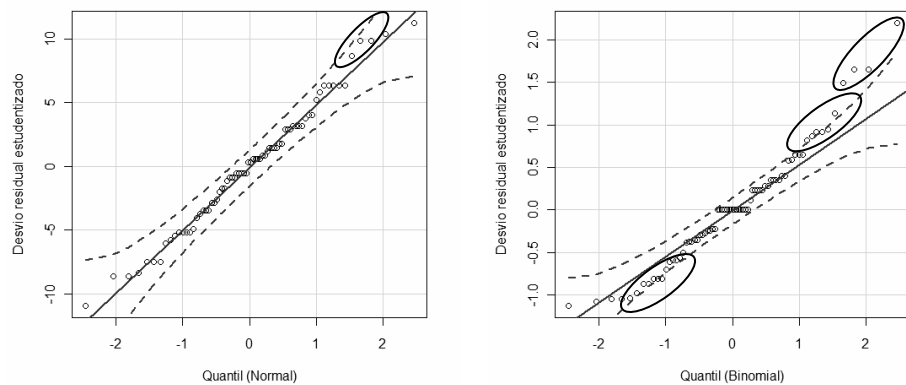 Desvio residual estudentizado
10
5
0
-5
-10
-2 -1 0 1 2
Quantil (Normal)
Desvio residual estudentizado
2.0
1.5
1.0
0.5
0.0
-0.5
-1.0
-2 -1 0 1 2
Quantil (Binomial)